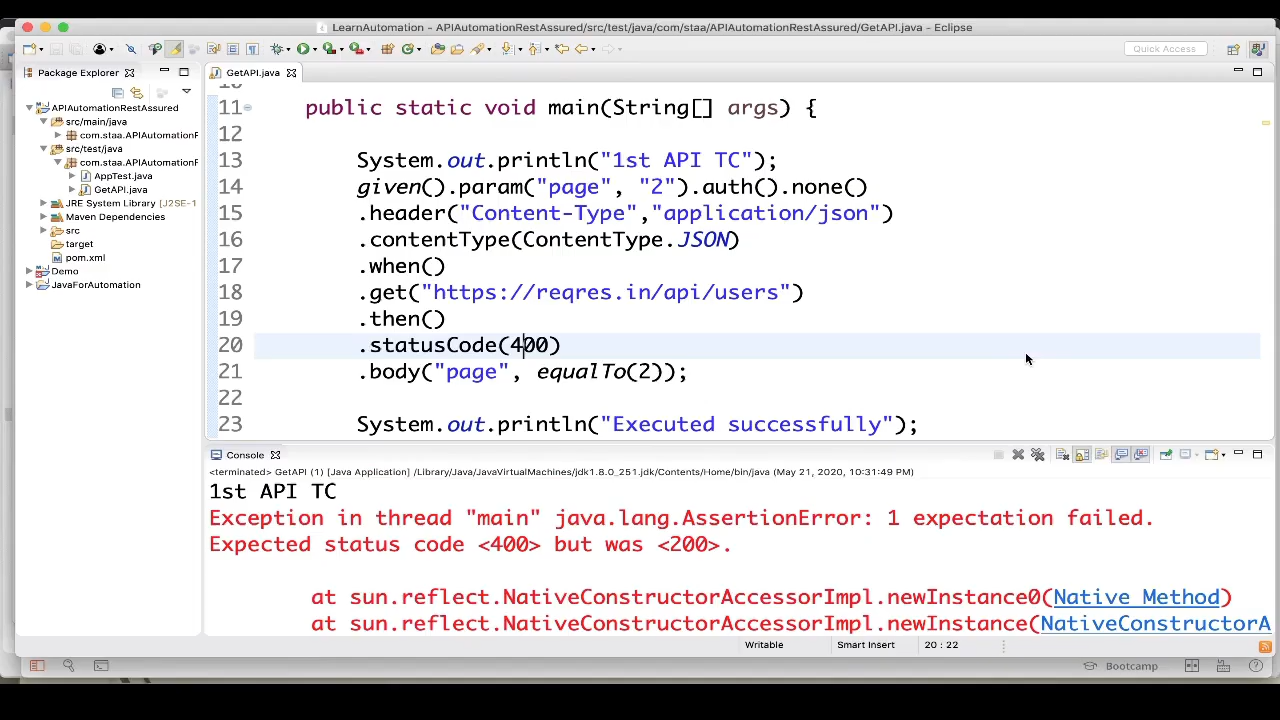 LearnAutomation - APIAutomationRestAssured/src/test/java/com/staa/APIAutomationRestAssured/GetAPI.java - Eclipse
Quick Access
Package Explorer
GetAPI.java
APIAutomationRestAssured
src/main/java
com.staa.APIAutomationF
src/test/java
com.staa.APIAutomationF
AppTest.java
GetAPI.java
JRE System Library [J2SE-1
Maven Dependencies
src
target
pom.xml
Demo
JavaForAutomation
11 public static void main(String[] args) {
12
13 System.out.println("1st API TC");
14 given().param("page", "2").auth().none()
15 .header("Content-Type","application/json")
16 .contentType(ContentType.JSON)
17 .when()
18 .get("https://reqres.in/api/users")
19 .then()
20 .statusCode(400)
21 .body("page", equalTo(2));
22
23 System.out.println("Executed successfully");
Console
<terminated> GetAPI (1) [Java Application] /Library/Java/JavaVirtualMachines/jdk1.8.0_251.jdk/Contents/Home/bin/java (May 21, 2020, 10:31:49 PM)
1st API TC
Exception in thread "main" java.lang.AssertionError: 1 expectation failed.
Expected status code <400> but was <200>.
at sun.reflect.NativeConstructorAccessorImpl.newInstance0(Native Method)
at sun.reflect.NativeConstructorAccessorImpl.newInstance(NativeConstructorA
Writable Smart Insert 20 : 22
Bootcamp